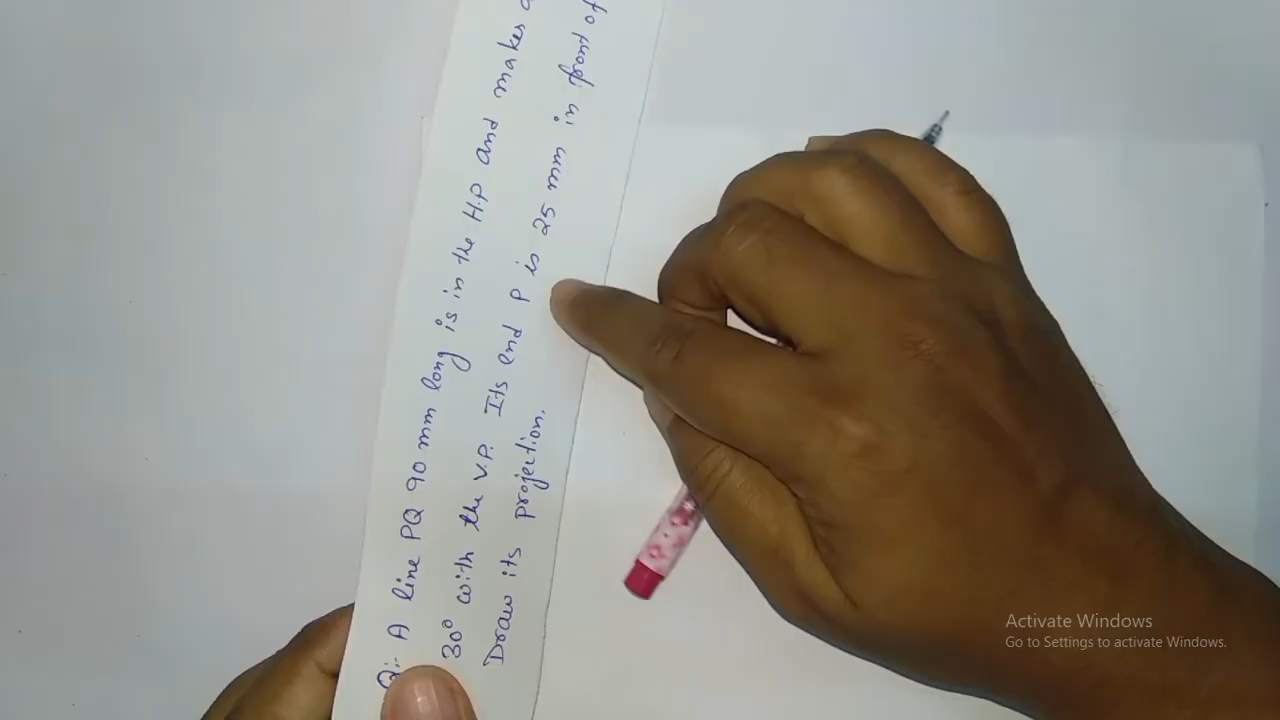 Q:- A line PQ 90 mm long is in the H.P and makes
30° with the V.P. Its end P is 25 mm in front of
Draw its projection.
Activate Windows
Go to Settings to activate Windows.